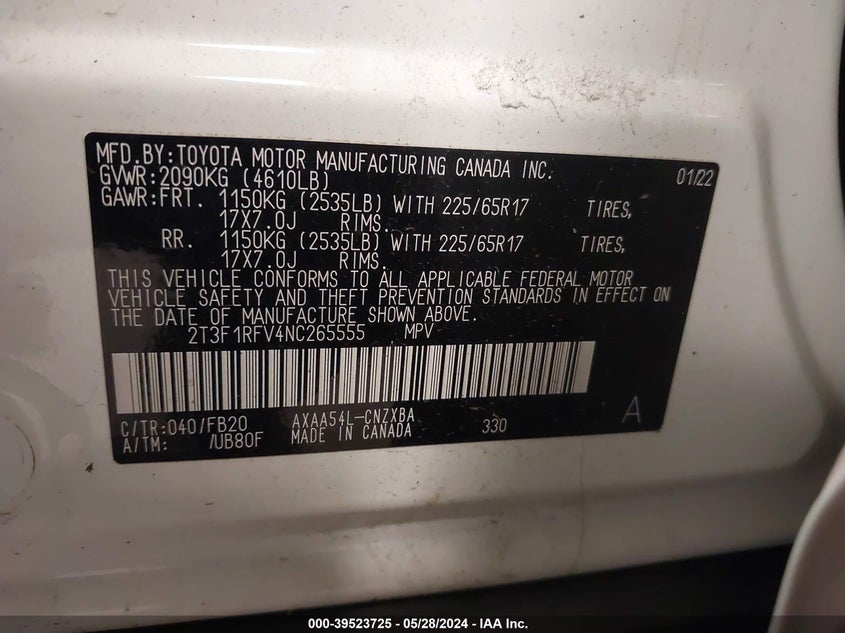 MFD.BY:TOYOTA MOTOR MANUFACTURING CANADA INC. 01/22
GVWR:2090KG (4610LB)
GAWR:FRT. 1150KG (2535LB) WITH 225/65R17 TIRES,
17X7.0J RIMS.
RR. 1150KG (2535LB) WITH 225/65R17 TIRES,
17X7.0J RIMS.
THIS VEHICLE CONFORMS TO ALL APPLICABLE FEDERAL MOTOR
VEHICLE SAFETY AND THEFT PREVENTION STANDARDS IN EFFECT ON
THE DATE OF MANUFACTURE SHOWN ABOVE.
2T3F1RFV4NC265555 MPV
C/TR:040/FB20 AXAA54L-CNZXBA 330 A
A/TM: /UB80F MADE IN CANADA
000-39523725 - 05/28/2024 - IAA Inc.